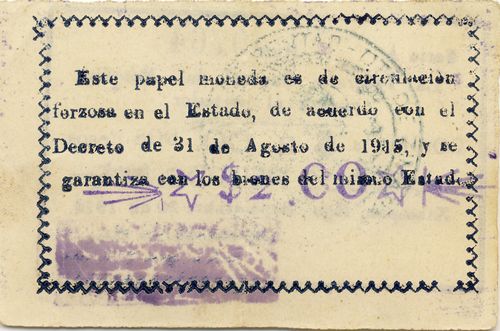 Este papel moneda es de circulación
forzosa en el Estado, de acuerdo con el
Decreto de 31 de Agosto de 1915, y se
garantiza con los bienes del mismo Estad.
☆ $2.00 ☆